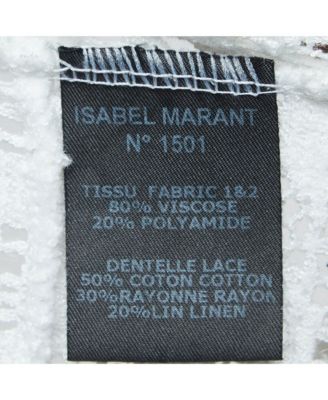 ISABEL MARANT
N° 1501
TISSU FABRIC 1&2
80% VISCOSE
20% POLYAMIDE
DENTELLE LACE
50% COTON COTTON
30%RAYONNE RAYON
20%LIN LINEN